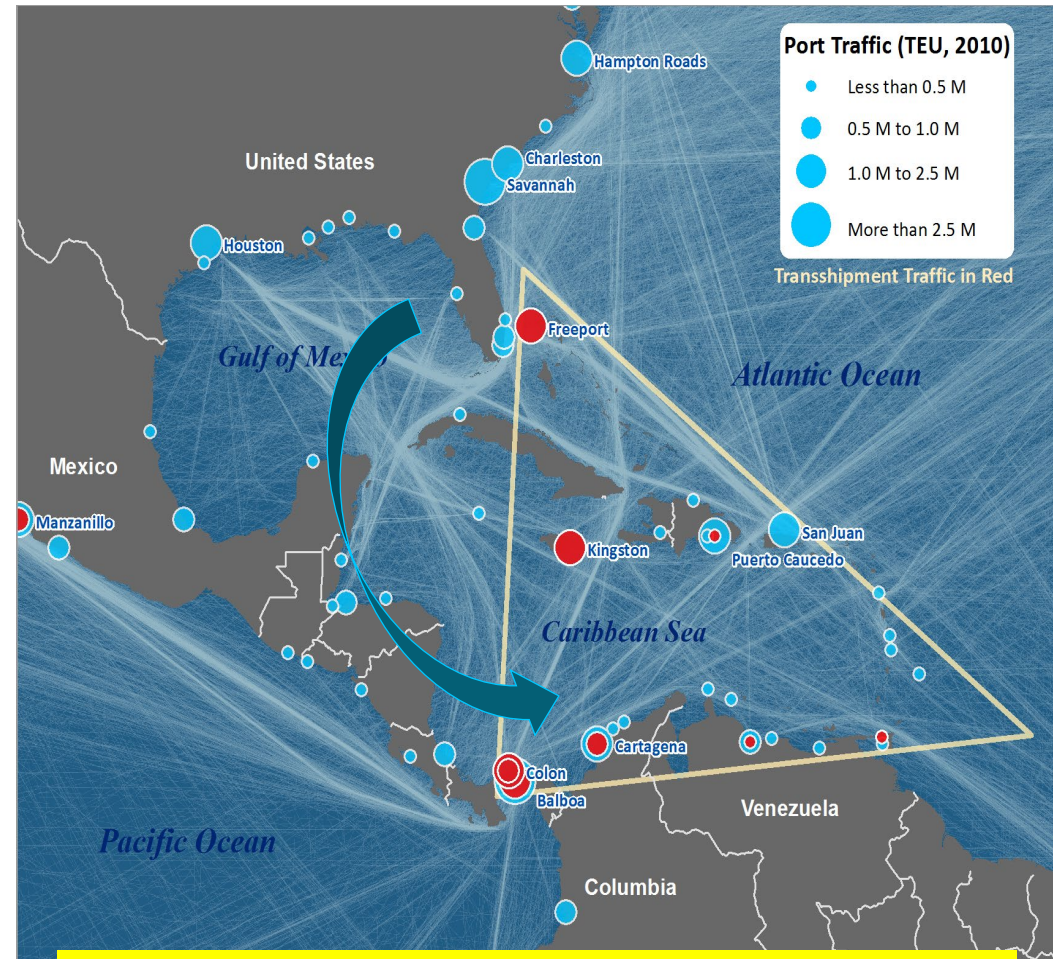 Port Traffic (TEU, 2010)
Less than 0.5 M
0.5 M to 1.0 M
1.0 M to 2.5 M
More than 2.5 M
Transshipment Traffic in Red
Hampton Roads
United States
Charleston
Savannah
Houston
Freeport
Gulf of Mexico
Atlantic Ocean
Mexico
Manzanillo
San Juan
Kingston
Puerto Caucedo
Caribbean Sea
Cartagena
Colon
Balboa
Venezuela
Pacific Ocean
Columbia